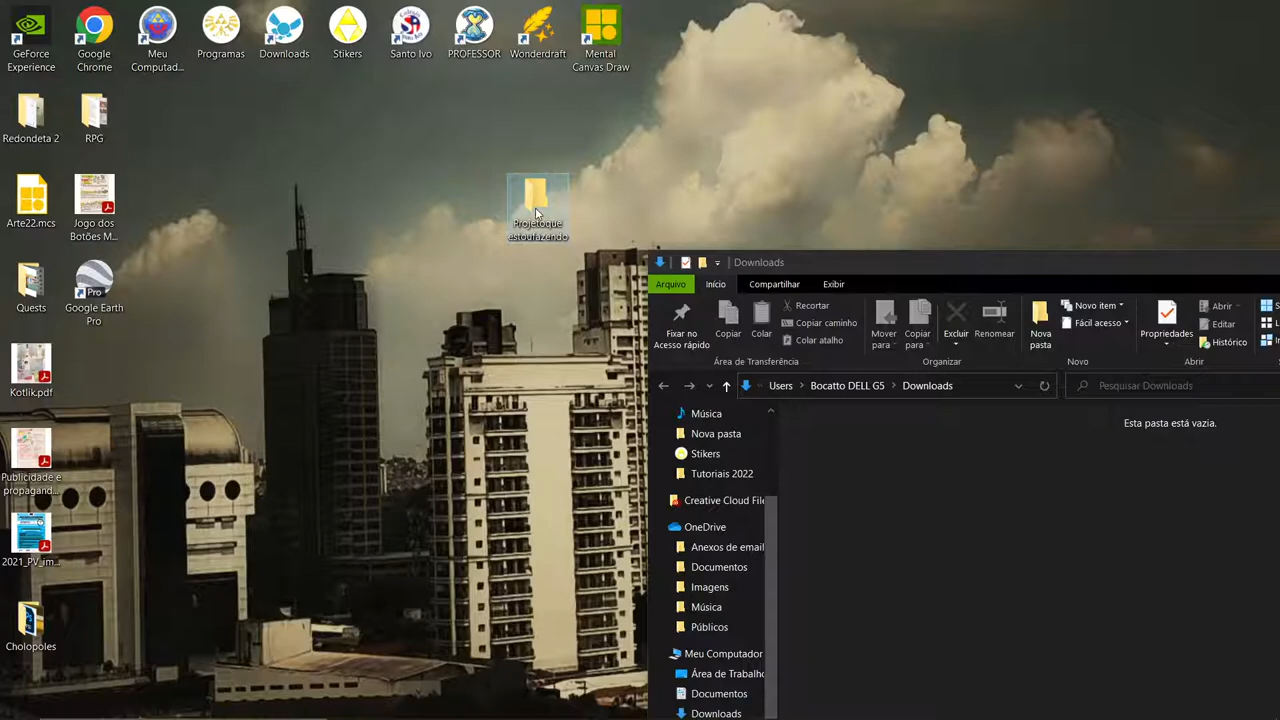 GeForce
Experience
Google
Chrome
Meu
Computad...
Programas
Downloads
Stikers
Santo Ivo
PROFESSOR
Wonderdraft
Mental
Canvas Draw
Redondeta 2
RPG
Arte22.mcs
Jogo dos
Botões M...
Quests
Pro
Google Earth
Pro
Kotlik.pdf
Publicidade e
propagand...
2021_PV_im...
Cholopoles
Projetoque
estoufazendo
Downloads
Arquivo
Início
Compartilhar
Exibir
Fixar no
Acesso rápido
Copiar
Colar
Recortar
Copiar caminho
Colar atalho
Área de Transferência
Mover
para
Copiar
para
Excluir
Renomear
Organizar
Nova
pasta
Novo item
Fácil acesso
Novo
Propriedades
Abrir
Editar
Histórico
Abrir
S
L
In
Users > Bocatto DELL G5 > Downloads
Pesquisar Downloads
Música
Nova pasta
Stikers
Tutoriais 2022
Creative Cloud File
OneDrive
Anexos de email
Documentos
Imagens
Música
Públicos
Meu Computador
Área de Trabalho
Documentos
Downloads
Esta pasta está vazia.